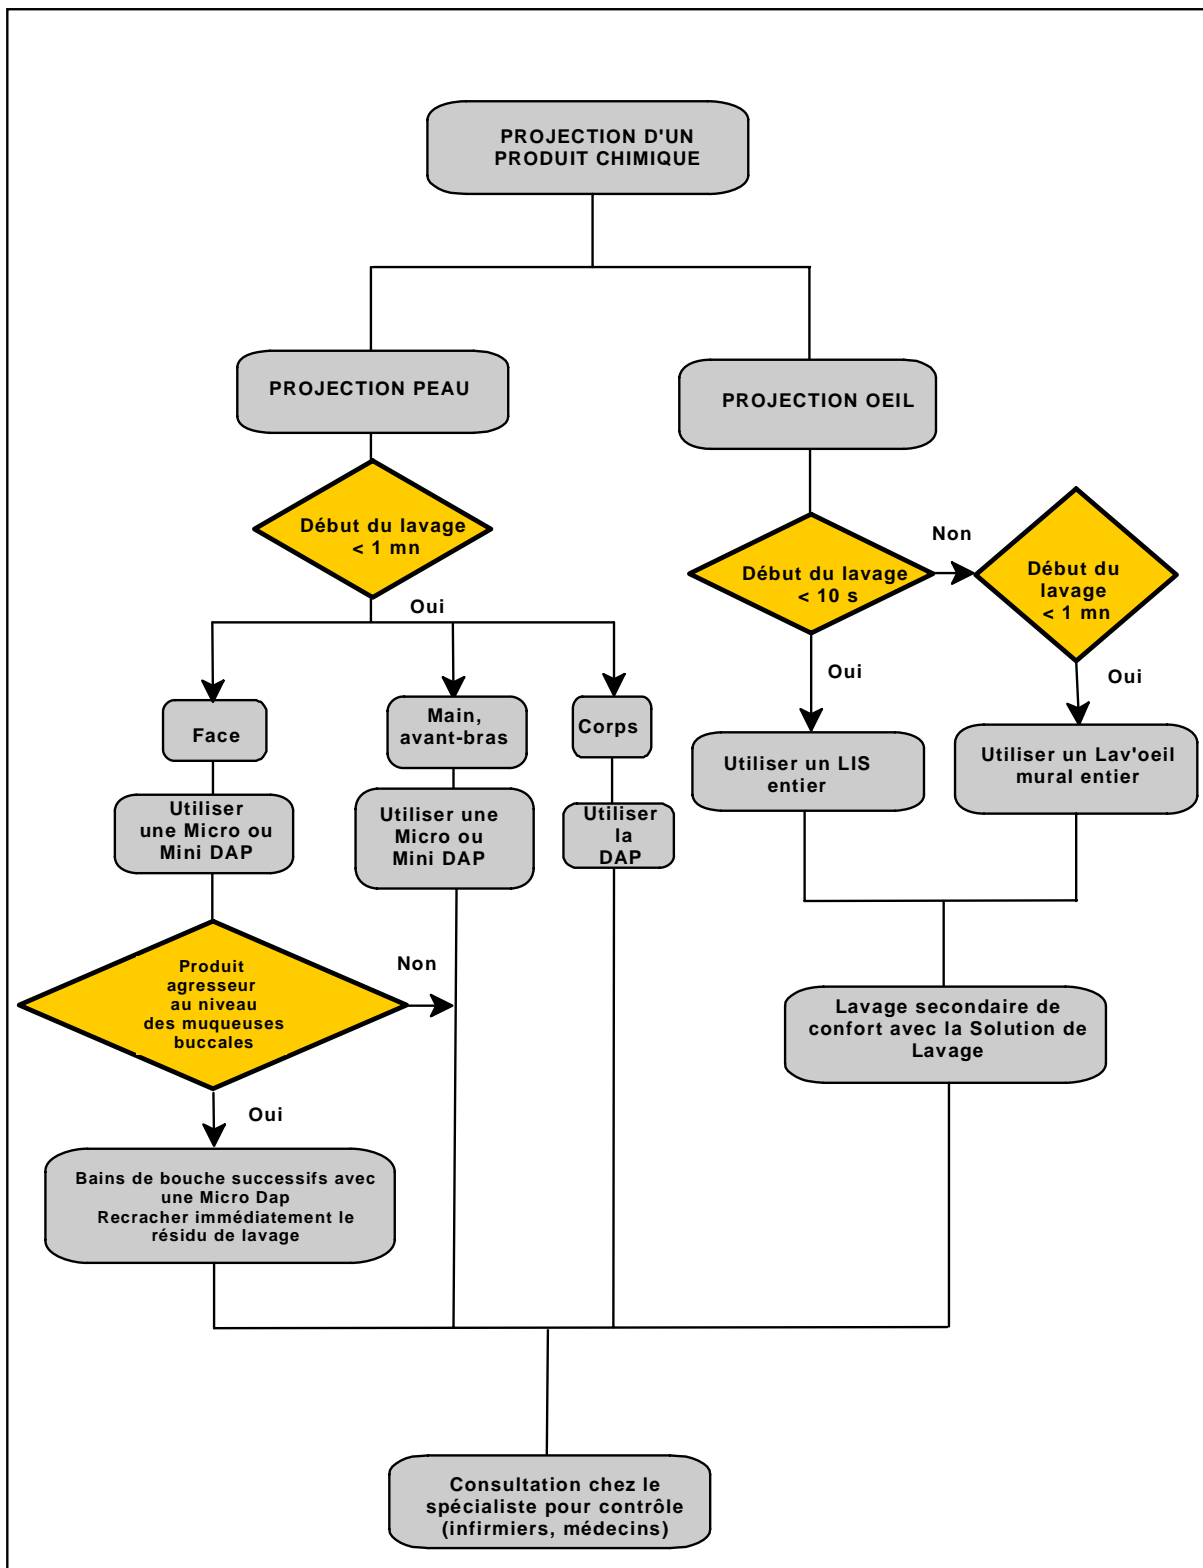 PROJECTION D'UN
PRODUIT CHIMIQUE
PROJECTION PEAU
PROJECTION OEIL
Début du lavage
< 1 mn
Oui
Début du lavage
< 10 s
Non
Début du
lavage
< 1 mn
Oui
Oui
Face
Main,
avant-bras
Corps
Utiliser un LIS
entier
Utiliser un Lav'oeil
mural entier
Utiliser
une Micro ou
Mini DAP
Utiliser une
Micro ou
Mini DAP
Utiliser
la
DAP
Produit
agresseur
au niveau
des muqueuses
buccales
Non
Oui
Lavage secondaire de
confort avec la Solution de
Lavage
Bains de bouche successifs avec
une Micro Dap
Recracher immédiatement le
résidu de lavage
Consultation chez le
spécialiste pour contrôle
(infirmiers, médecins)